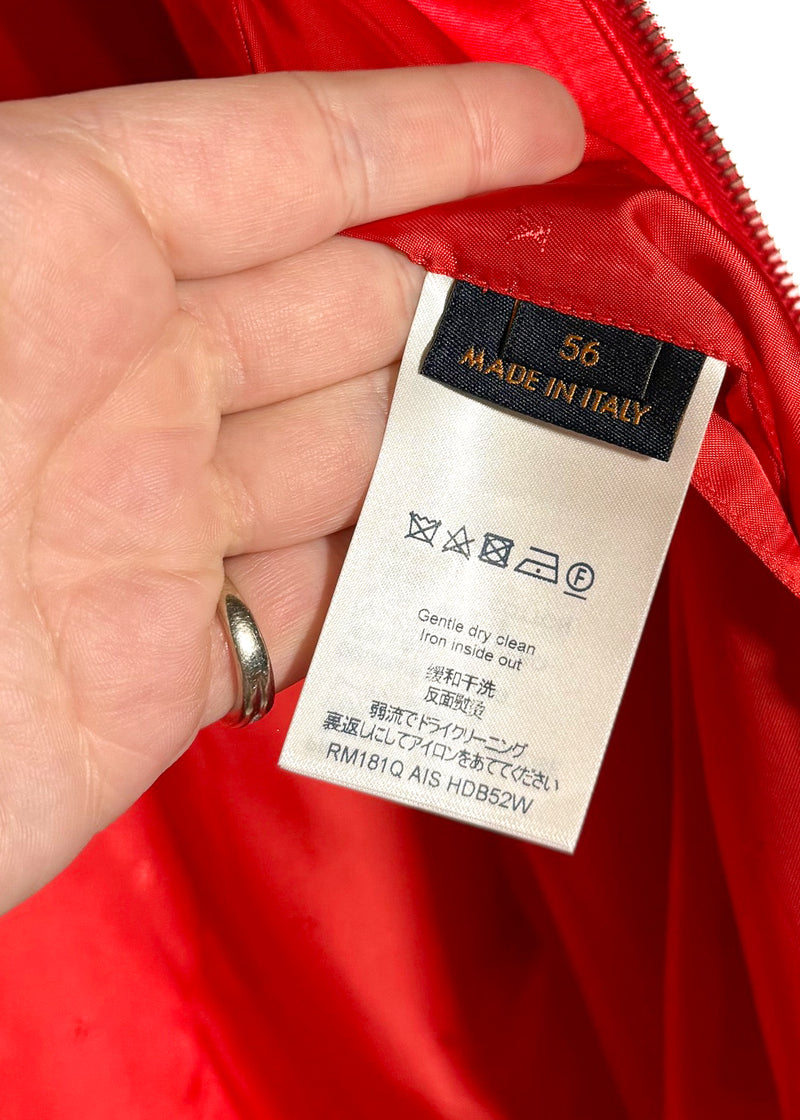 56
MADE IN ITALY
F
Gentle dry clean
Iron inside out
缓和干洗
反面熨烫
弱流でドライクリーニング
裏返しにしてアイロンをあててください
RM181Q AIS HDB52W